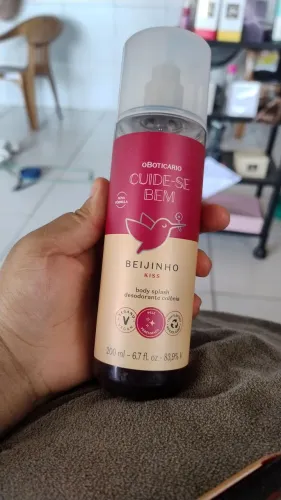 oBOTICÁRIO
CUIDE-SE
BEM
BEIJINHO
KISS
body splash
desodorante colônia
200 ml - 6.7 fl. oz